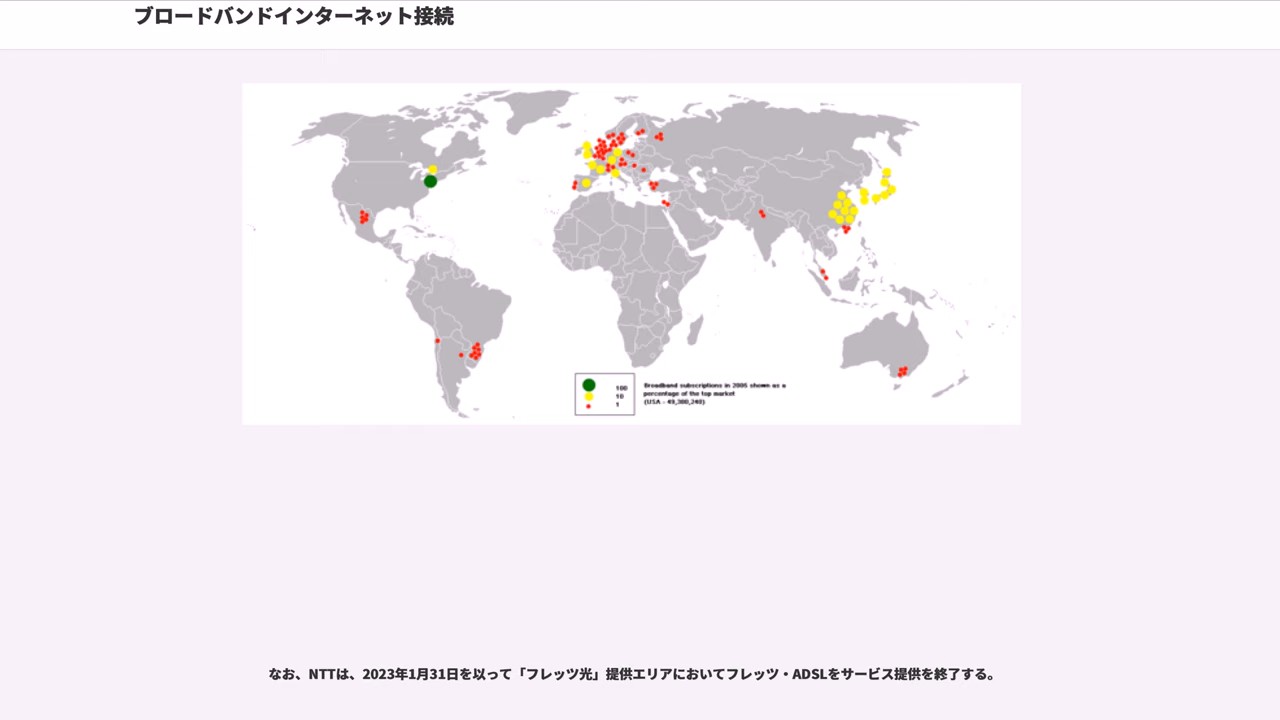 ブロードバンドインターネット接続
100
10
1
Broadband subscriptions in 2005 shown as a
percentage of the top market
(USA - 49,380,240)
なお、NTTは、2023年1月31日を以って「フレッツ光」提供エリアにおいてフレッツ・ADSLをサービス提供を終了する。